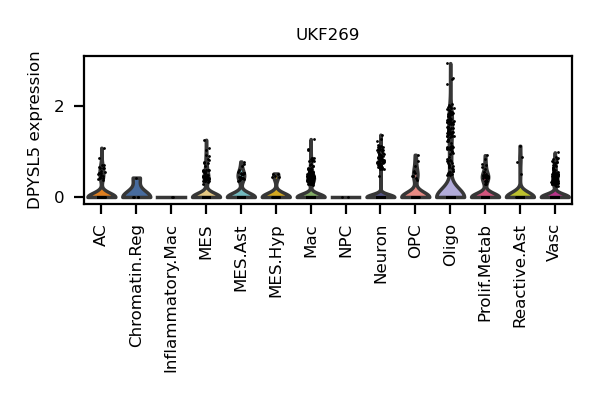 UKF269
DPYSL5 expression
2
0
AC
Chromatin.Reg
Inflammatory.Mac
MES
MES.Ast
MES.Hyp
Mac
NPC
Neuron
OPC
Oligo
Prolif.Metab
Reactive.Ast
Vasc